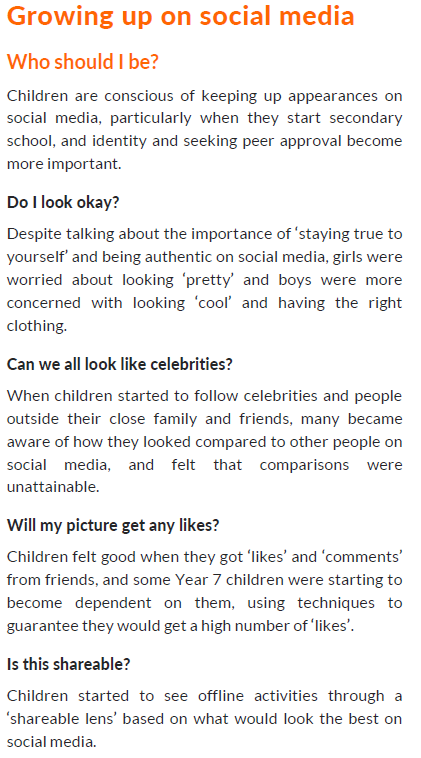 Growing up on social media
Who should I be?
Children are conscious of keeping up appearances on
social media, particularly when they start secondary
school, and identity and seeking peer approval become
more important.
Do I look okay?
Despite talking about the importance of ‘staying true to
yourself’ and being authentic on social media, girls were
worried about looking ‘pretty’ and boys were more
concerned with looking ‘cool’ and having the right
clothing.
Can we all look like celebrities?
When children started to follow celebrities and people
outside their close family and friends, many became
aware of how they looked compared to other people on
social media, and felt that comparisons were
unattainable.
Will my picture get any likes?
Children felt good when they got ‘likes’ and ‘comments’
from friends, and some Year 7 children were starting to
become dependent on them, using techniques to
guarantee they would get a high number of ‘likes’.
Is this shareable?
Children started to see offline activities through a
‘shareable lens’ based on what would look the best on
social media.